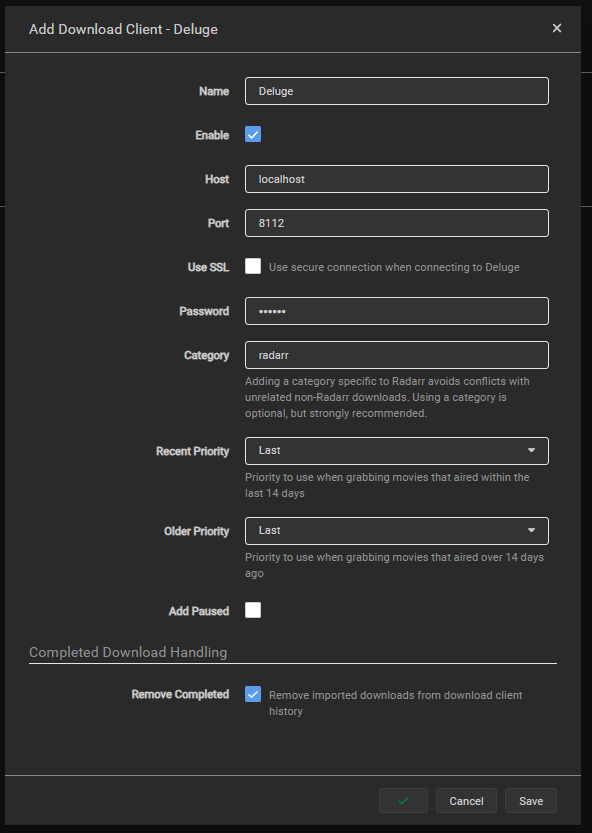 Add Download Client - Deluge
Name
Deluge
Enable
Host
localhost
Port
8112
Use SSL
Use secure connection when connecting to Deluge
Password
••••••
Category
radarr
Adding a category specific to Radarr avoids conflicts with
unrelated non-Radarr downloads. Using a category is
optional, but strongly recommended.
Recent Priority
Last
Priority to use when grabbing movies that aired within the
last 14 days
Older Priority
Last
Priority to use when grabbing movies that aired over 14 days
ago
Add Paused
Completed Download Handling
Remove Completed
Remove imported downloads from download client
history
Cancel
Save